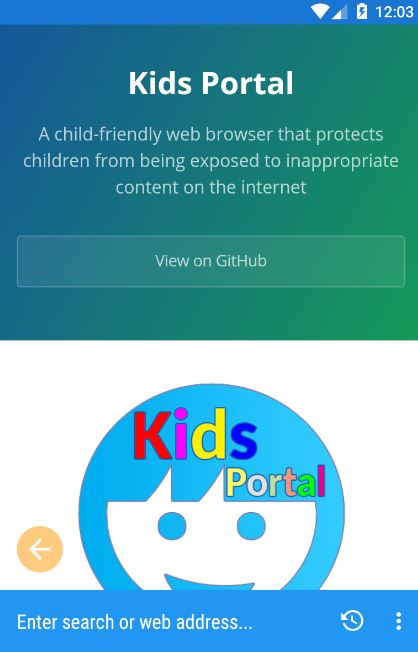 12:03
Kids Portal
A child-friendly web browser that protects
children from being exposed to inappropriate
content on the internet
View on GitHub
Kids
Portal
Enter search or web address...